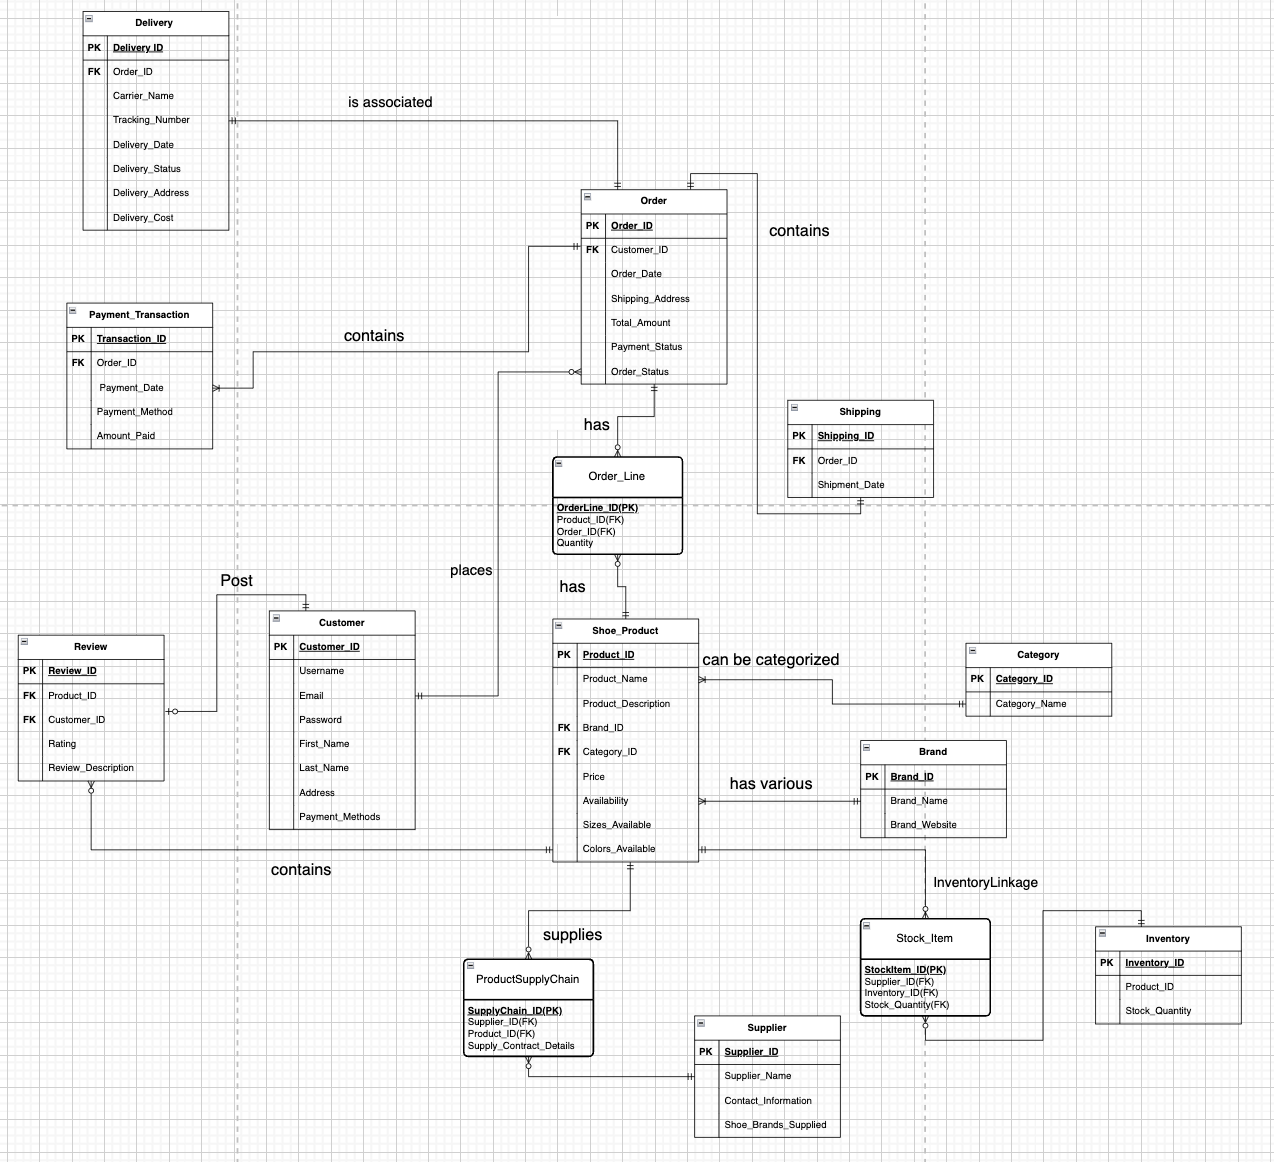 Delivery
PK Delivery_ID
FK Order_ID
Carrier_Name
Tracking_Number
Delivery_Date
Delivery_Status
Delivery_Address
Delivery_Cost
is associated
Order
PK Order_ID
FK Customer_ID
Order_Date
Shipping_Address
Total_Amount
Payment_Status
Order_Status
contains
Payment_Transaction
PK Transaction_ID
FK Order_ID
Payment_Date
Payment_Method
Amount_Paid
contains
Shipping
PK Shipping_ID
FK Order_ID
Shipment_Date
has
Order_Line
OrderLine_ID(PK)
Product_ID(FK)
Order_ID(FK)
Quantity
places
has
Post
Customer
PK Customer_ID
Username
Email
Password
First_Name
Last_Name
Address
Payment_Methods
Review
PK Review_ID
FK Product_ID
FK Customer_ID
Rating
Review_Description
contains
Shoe_Product
PK Product_ID
Product_Name
Product_Description
FK Brand_ID
FK Category_ID
Price
Availability
Sizes_Available
Colors_Available
can be categorized
Category
PK Category_ID
Category_Name
has various
Brand
PK Brand_ID
Brand_Name
Brand_Website
InventoryLinkage
Stock_Item
StockItem_ID(PK)
Supplier_ID(FK)
Inventory_ID(FK)
Stock_Quantity(FK)
Inventory
PK Inventory_ID
Product_ID
Stock_Quantity
supplies
ProductSupplyChain
SupplyChain_ID(PK)
Supplier_ID(FK)
Product_ID(FK)
Supply_Contract_Details
Supplier
PK Supplier_ID
Supplier_Name
Contact_Information
Shoe_Brands_Supplied